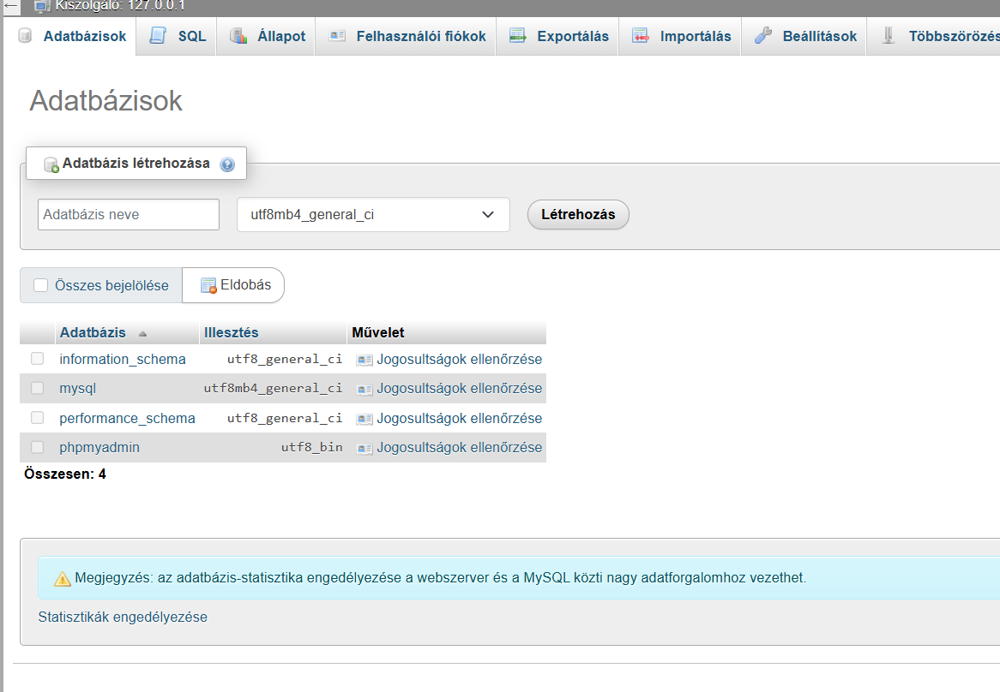 Kiszolgáló: 127.0.0.1
Adatbázisok SQL Állapot Felhasználói fiókok Exportálás Importálás Beállítások Többszörözés
Adatbázisok
Adatbázis létrehozása
Adatbázis neve utf8mb4_general_ci Létrehozás
Összes bejelölése Eldobás
Adatbázis Illesztés Művelet
information_schema utf8_general_ci Jogosultságok ellenőrzése
mysql utf8mb4_general_ci Jogosultságok ellenőrzése
performance_schema utf8_general_ci Jogosultságok ellenőrzése
phpmyadmin utf8_bin Jogosultságok ellenőrzése
Összesen: 4
Megjegyzés: az adatbázis-statisztika engedélyezése a webszerver és a MySQL közti nagy adatforgalomhoz vezethet.
Statisztikák engedélyezése